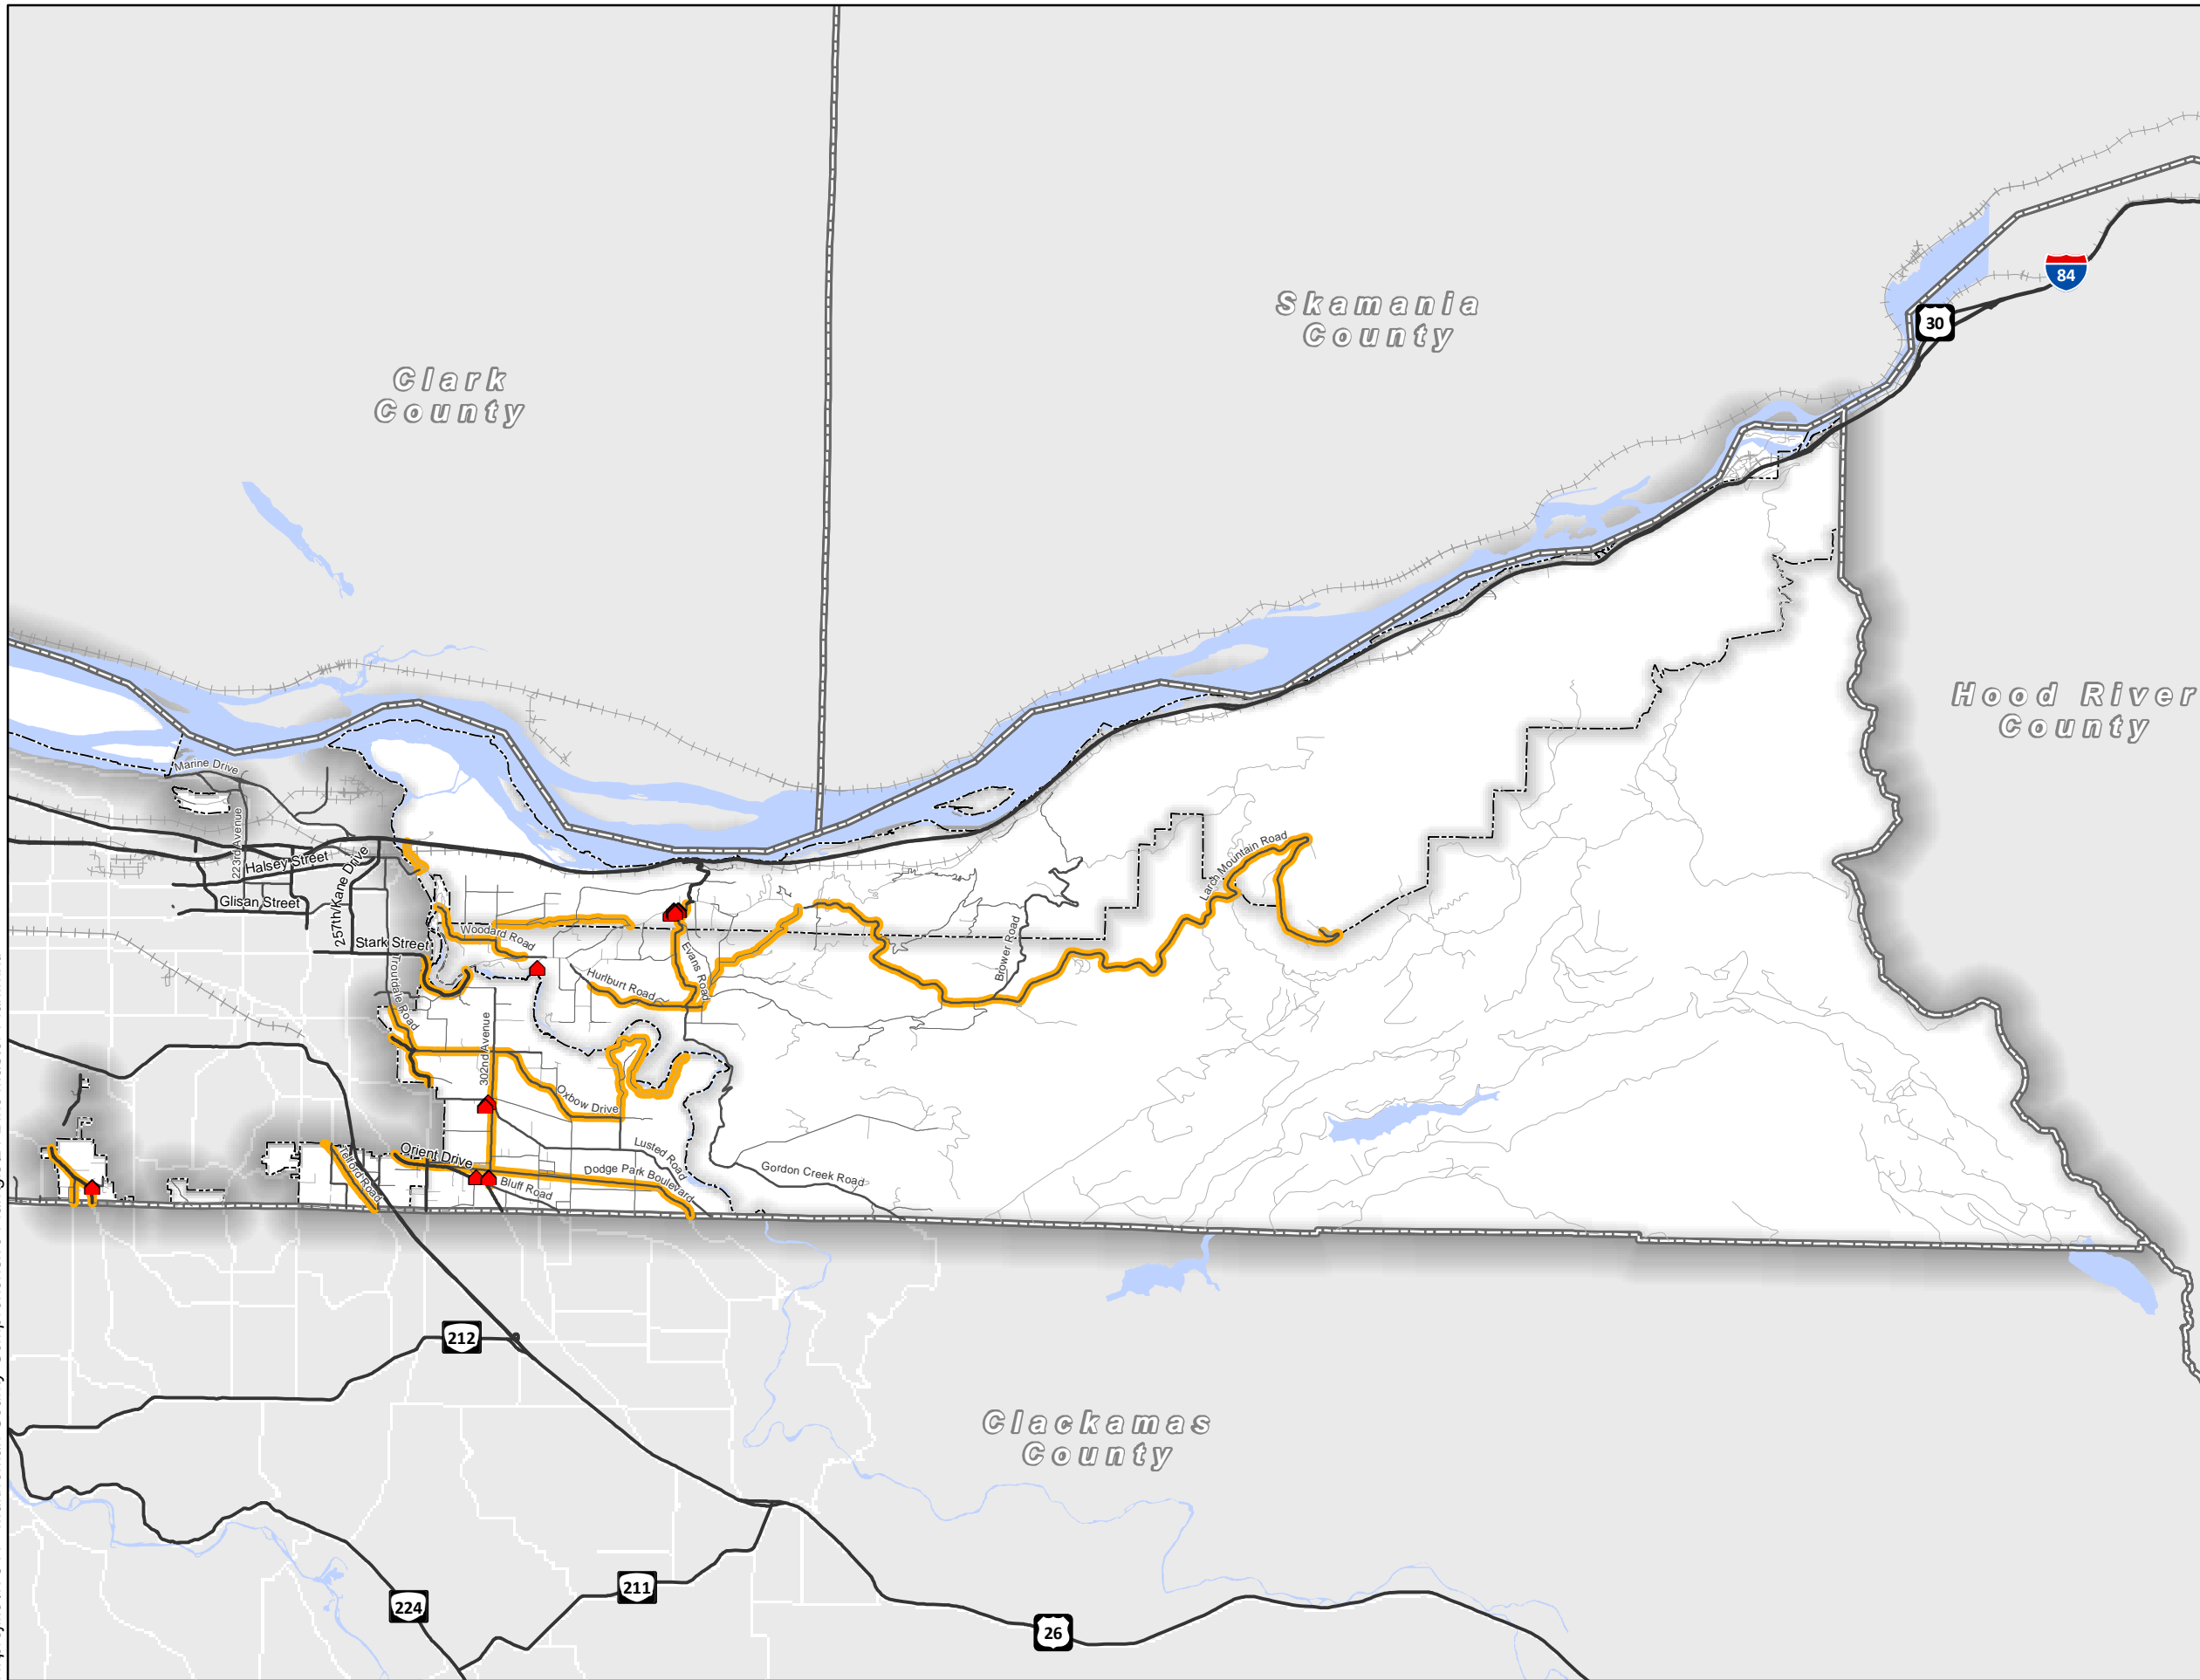 84
30
Skamania
County
Clark
County
Hood River
County
Marine Drive
223rd Avenue
Halsey Street
257th/Kane Drive
Glisan Street
Stark Street
Troutdale Road
Woodard Road
Evans Road
Hurlburt Road
Larch Mountain Road
Brower Road
302nd Avenue
Oxbow Drive
Orient Drive
Telford Road
Bluff Road
Lusted Road
Dodge Park Boulevard
Gordon Creek Road
212
Clackamas
County
211
224
26